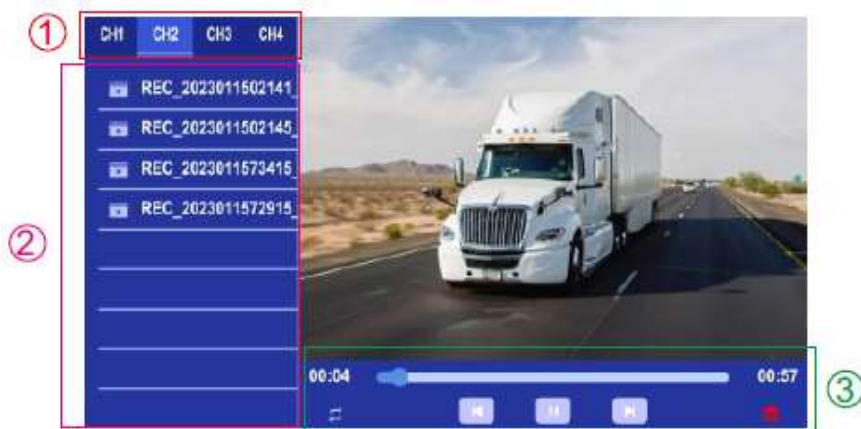 ①
CH1 CH2 CH3 CH4
②
REC_2023011502141_
REC_2023011502145_
REC_2023011573415_
REC_2023011572915_
00:04 00:57
③